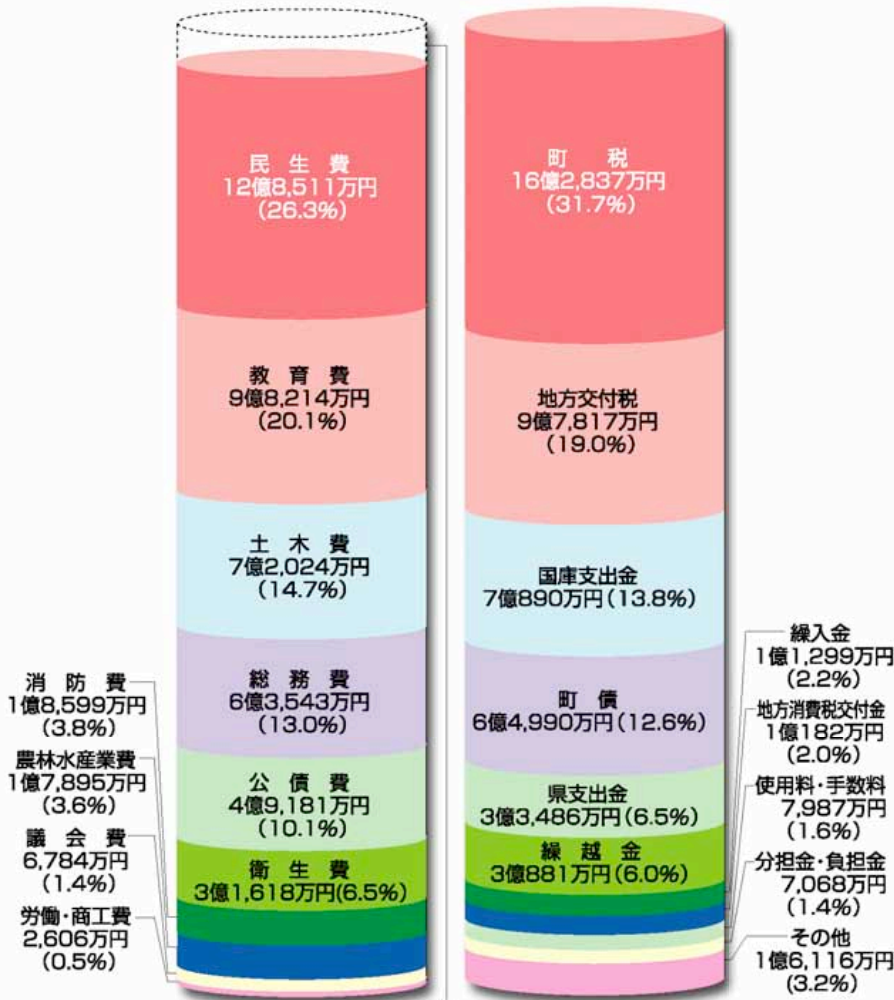 民生費
12億8,511万円
(26.3%)
教育費
9億8,214万円
(20.1%)
土木費
7億2,024万円
(14.7%)
総務費
6億3,543万円
(13.0%)
公債費
4億9,181万円
(10.1%)
衛生費
3億1,618万円(6.5%)
消防費
1億8,599万円
(3.8%)
農林水産業費
1億7,895万円
(3.6%)
議会費
6,784万円
(1.4%)
労働・商工費
2,606万円
(0.5%)
町税
16億2,837万円
(31.7%)
地方交付税
9億7,817万円
(19.0%)
国庫支出金
7億890万円(13.8%)
町債
6億4,990万円(12.6%)
県支出金
3億3,486万円(6.5%)
繰越金
3億881万円(6.0%)
繰入金
1億1,299万円
(2.2%)
地方消費税交付金
1億182万円
(2.0%)
使用料・手数料
7,987万円
(1.6%)
分担金・負担金
7,068万円
(1.4%)
その他
1億6,116万円
(3.2%)